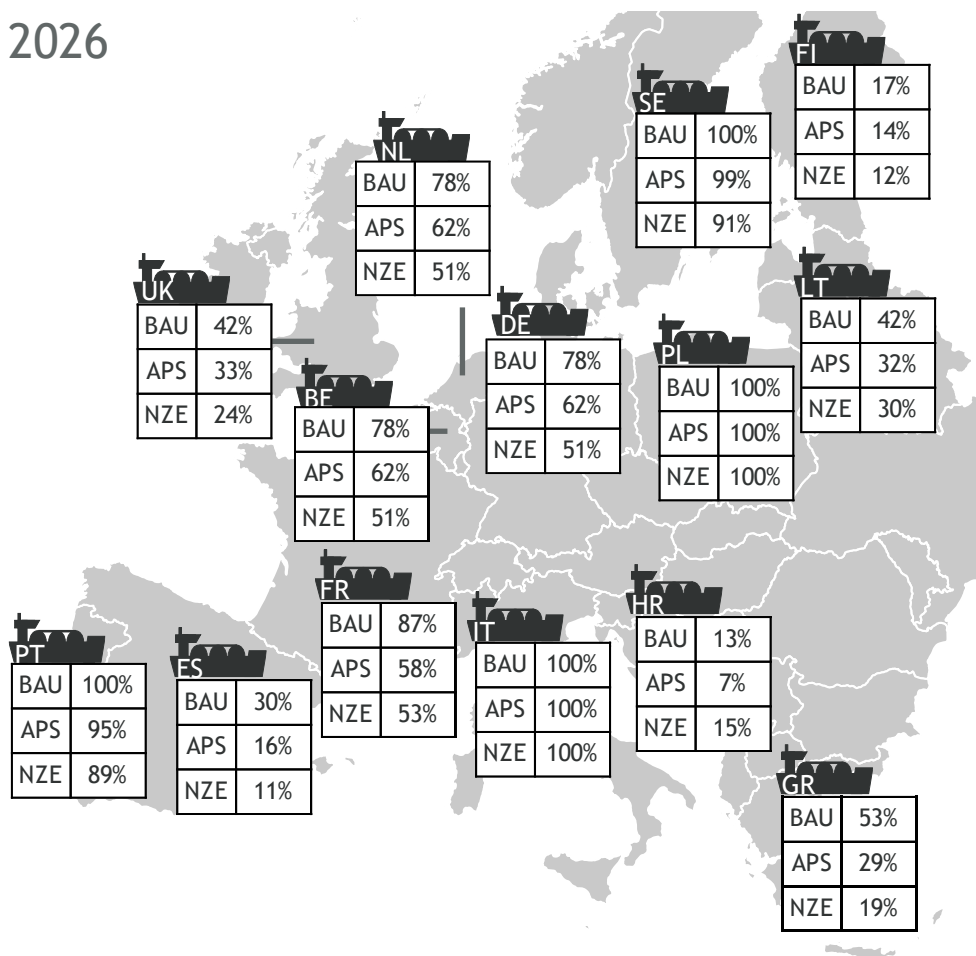 2026
FI
BAU 17%
APS 14%
NZE 12%
SE
BAU 100%
APS 99%
NZE 91%
NL
BAU 78%
APS 62%
NZE 51%
UK
BAU 42%
APS 33%
NZE 24%
LT
BAU 42%
APS 32%
NZE 30%
DE
BAU 78%
APS 62%
NZE 51%
PL
BAU 100%
APS 100%
NZE 100%
BE
BAU 78%
APS 62%
NZE 51%
FR
BAU 87%
APS 58%
NZE 53%
HR
BAU 13%
APS 7%
NZE 15%
IT
BAU 100%
APS 100%
NZE 100%
PT
BAU 100%
APS 95%
NZE 89%
ES
BAU 30%
APS 16%
NZE 11%
GR
BAU 53%
APS 29%
NZE 19%